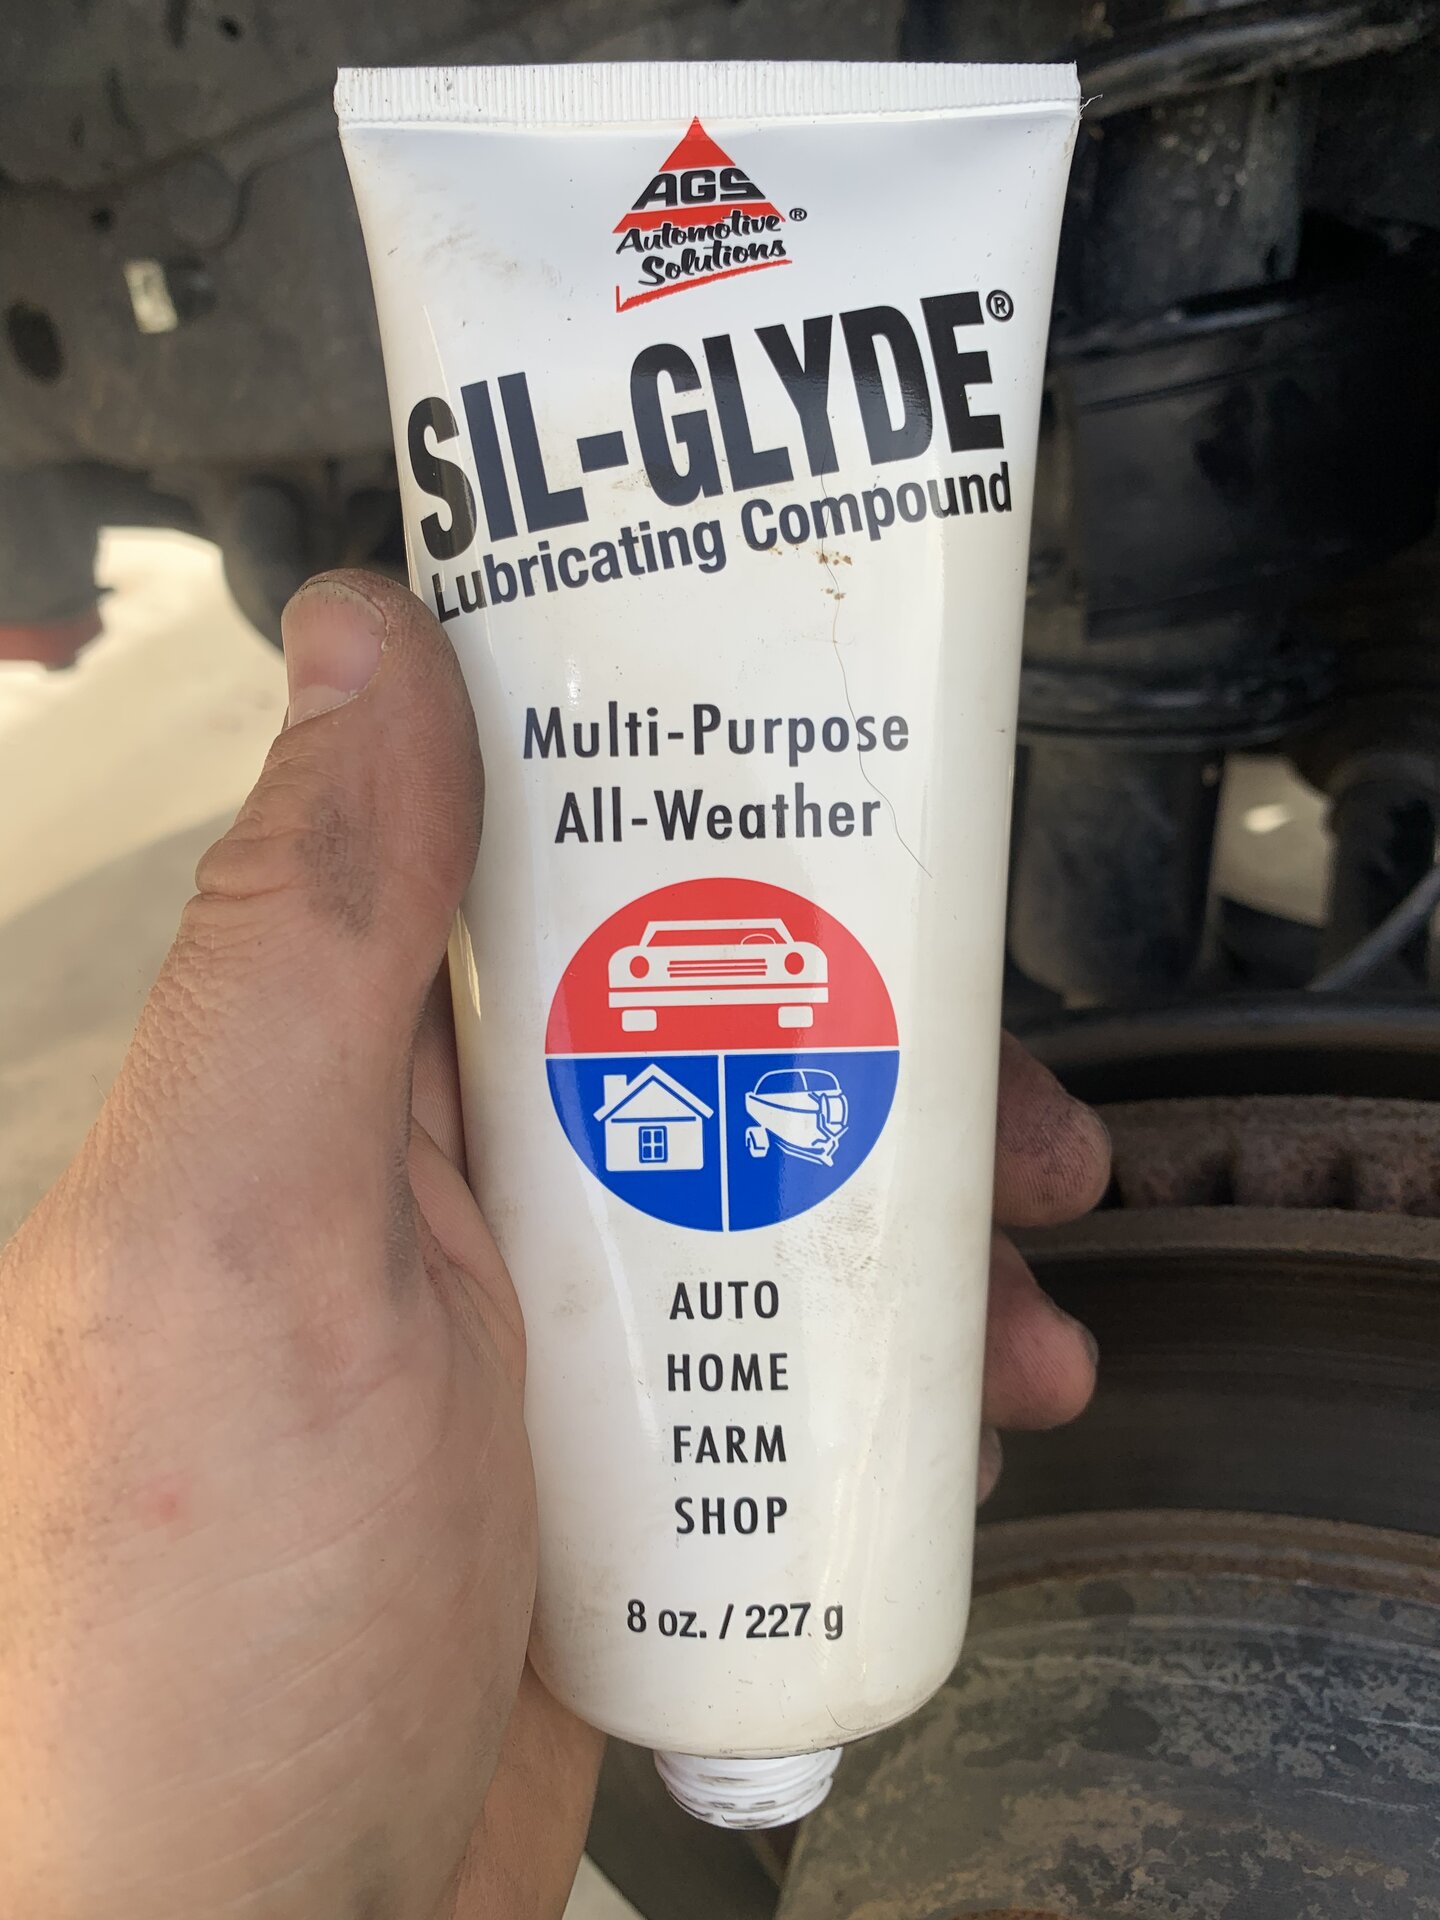 AGS
Automotive ®
Solutions
SIL-GLYDE®
Lubricating Compound
Multi-Purpose
All-Weather
AUTO
HOME
FARM
SHOP
8 oz. / 227 g